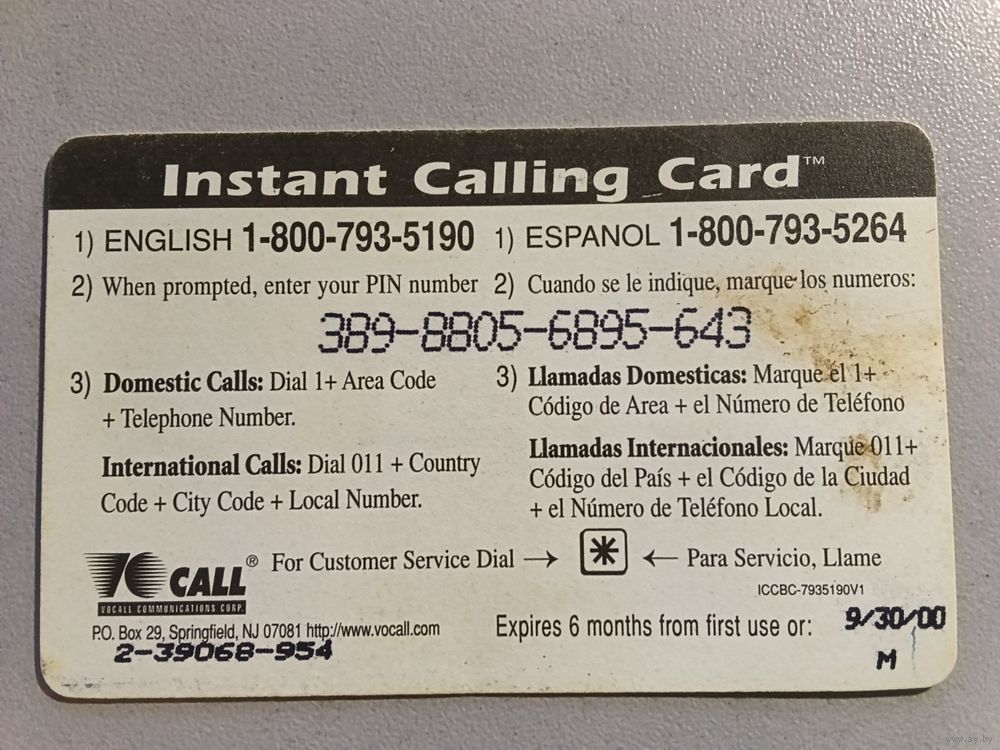 Instant Calling Card™
1) ENGLISH 1-800-793-5190 1) ESPANOL 1-800-793-5264
2) When prompted, enter your PIN number 2) Cuando se le indique, marque los numeros:
389-8805-6895-643
3) Domestic Calls: Dial 1+ Area Code
+ Telephone Number.
International Calls: Dial 011 + Country
Code + City Code + Local Number.
3) Llamadas Domesticas: Marque él 1+
Código de Area + el Número de Teléfono
Llamadas Internacionales: Marque 011+
Código del País + el Código de la Ciudad
+ el Número de Teléfono Local.
CALL® For Customer Service Dial → ✱ ← Para Servicio, Llame
VOCALL COMMUNICATIONS CORP.
ICCBC-7935190V1
P.O. Box 29, Springfield, NJ 07081 http://www.vocall.com
Expires 6 months from first use or: 9/30/00
2-39068-954
M
www.ay.by